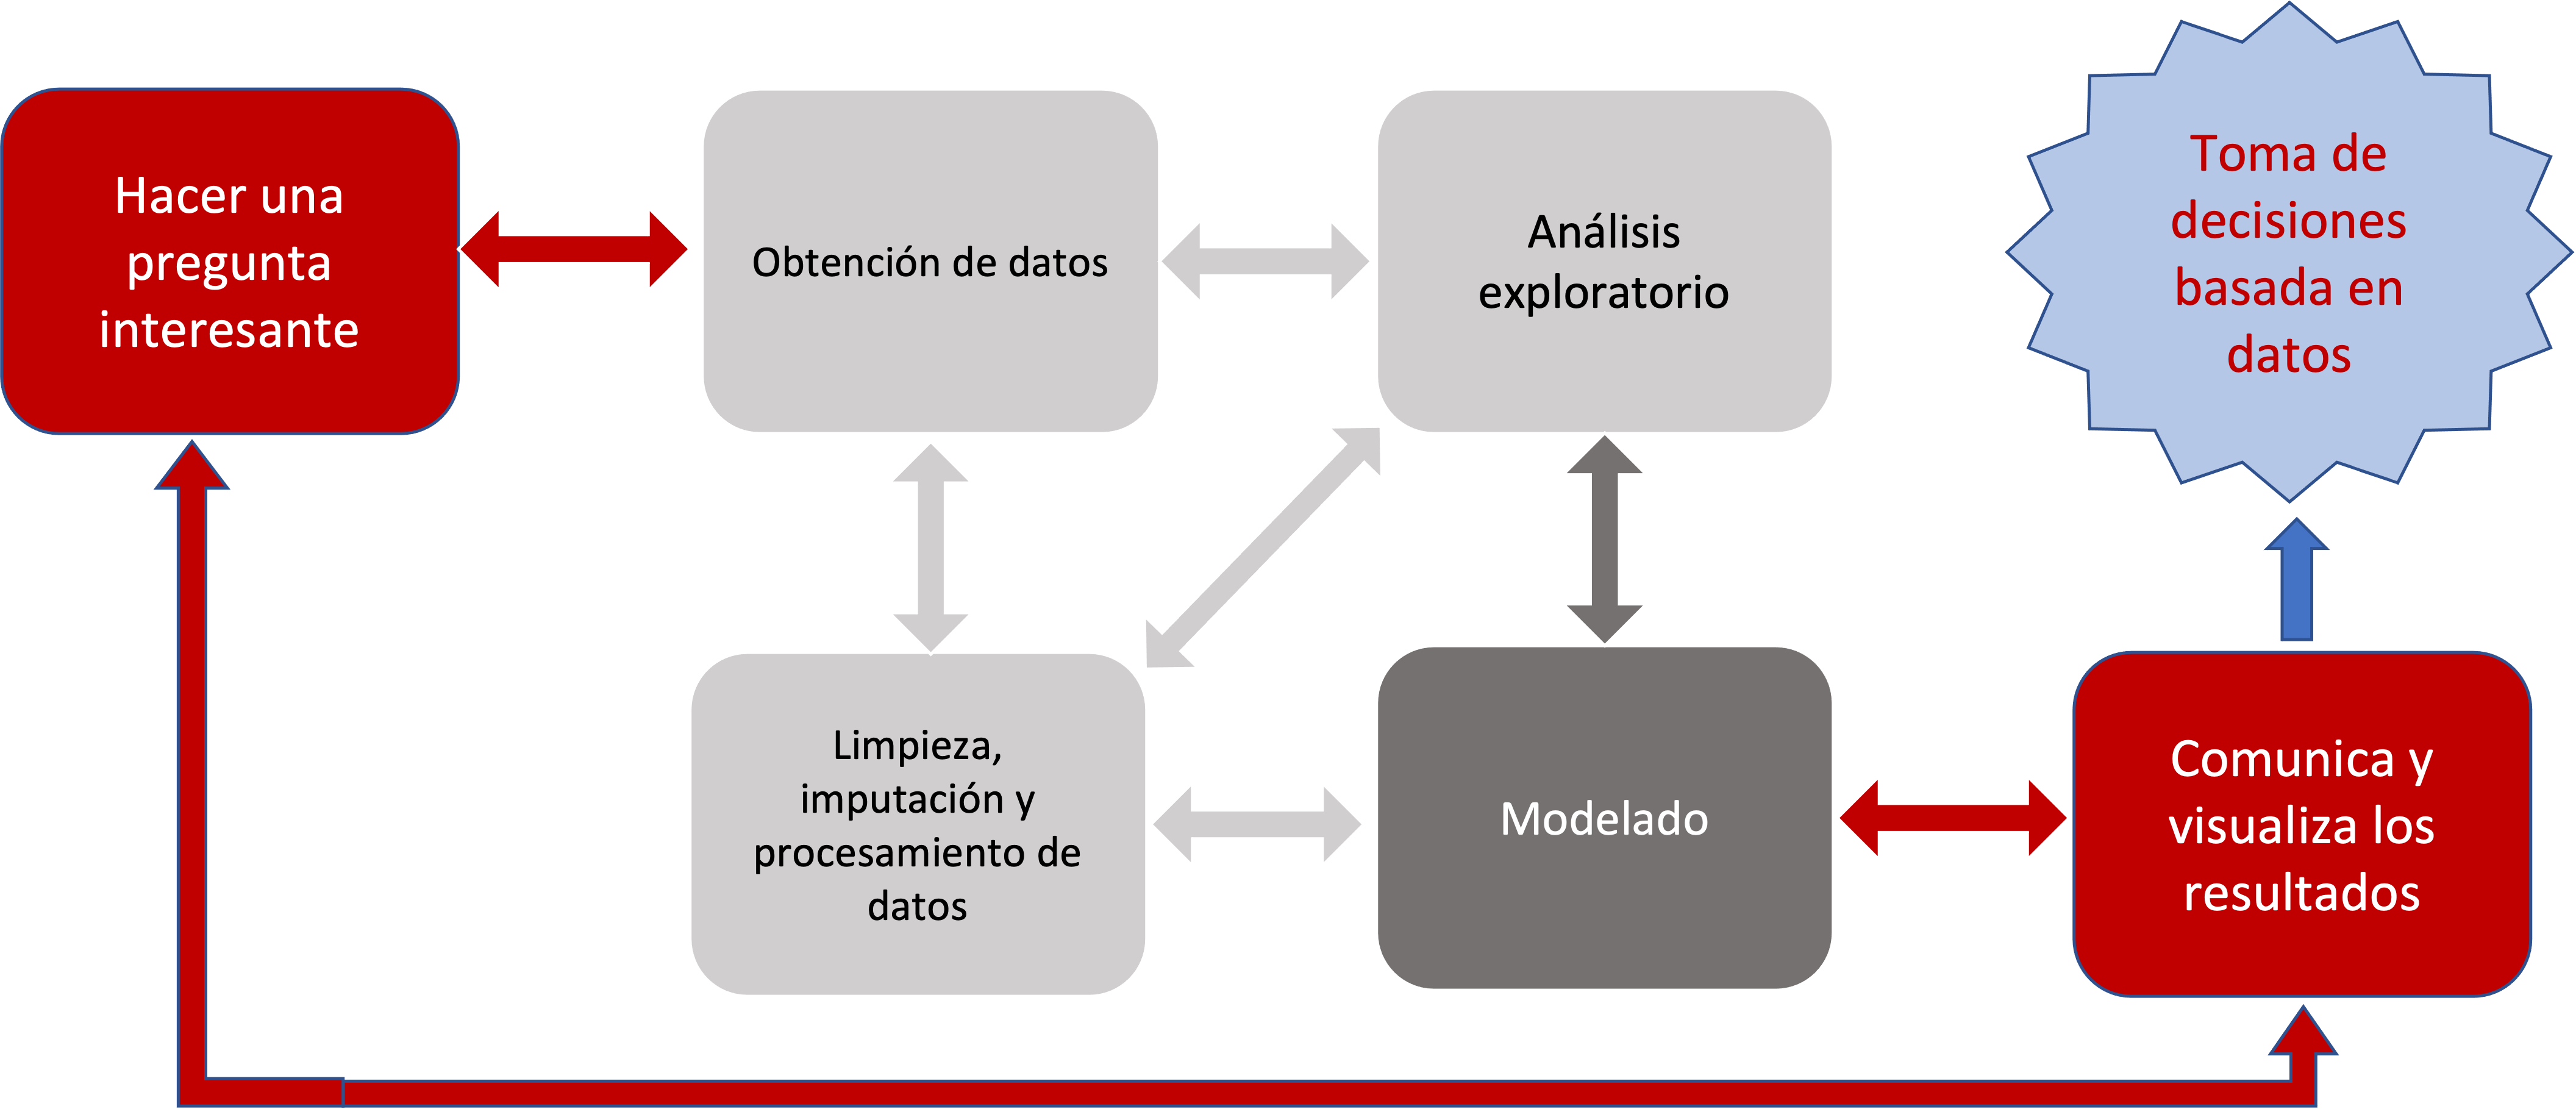 Hacer una
pregunta
interesante
Obtención de datos
Análisis
exploratorio
Toma de
decisiones
basada en
datos
Limpieza,
imputación y
procesamiento de
datos
Modelado
Comunica y
visualiza los
resultados